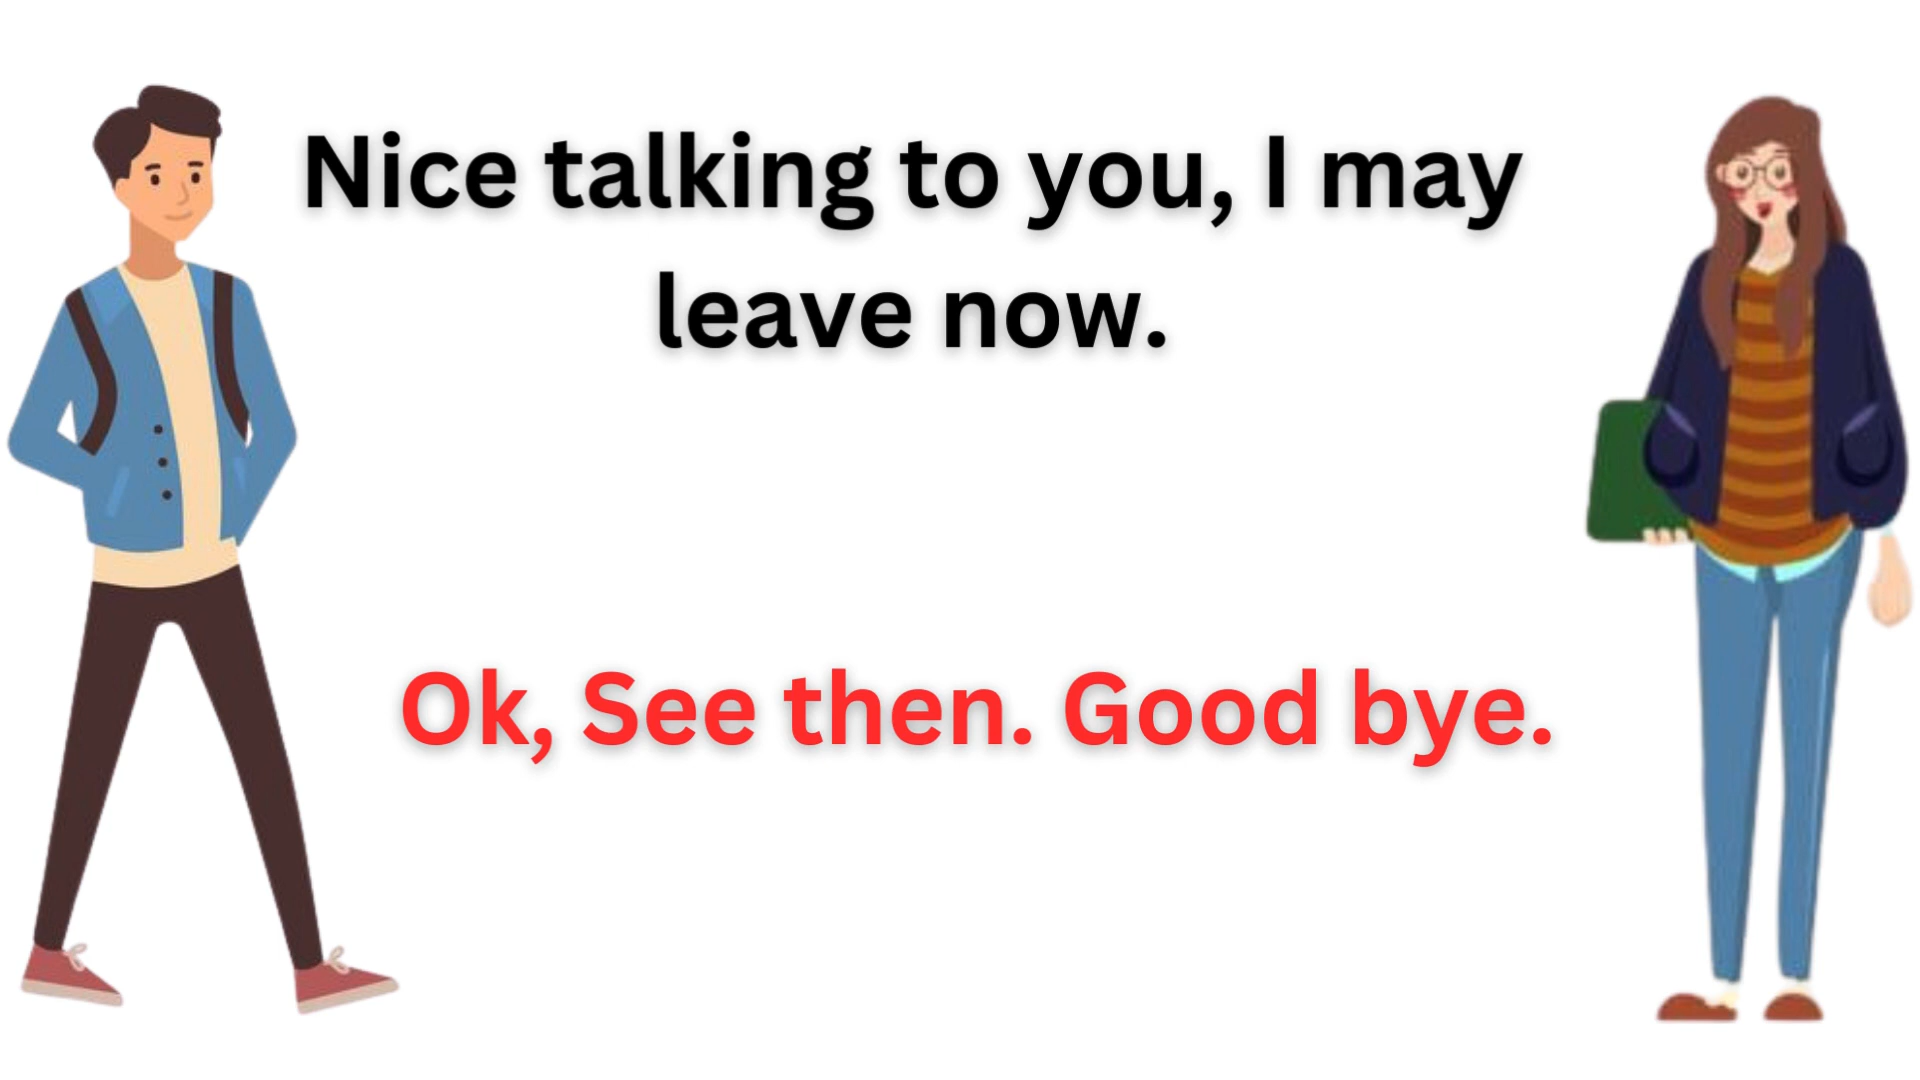 Nice talking to you, I may
leave now.
Ok, See then. Good bye.